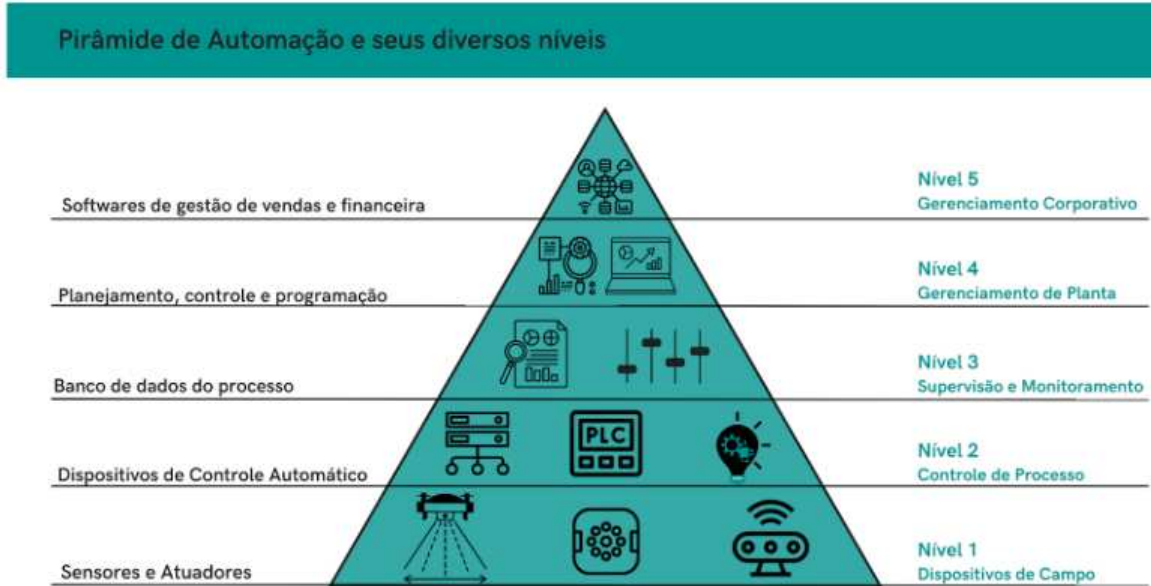 Pirâmide de Automação e seus diversos níveis
Softwares de gestão de vendas e financeira
Nível 5
Gerenciamento Corporativo
Planejamento, controle e programação
Nível 4
Gerenciamento de Planta
Banco de dados do processo
Nível 3
Supervisão e Monitoramento
Dispositivos de Controle Automático
PLC
Nível 2
Controle de Processo
Sensores e Atuadores
Nível 1
Dispositivos de Campo